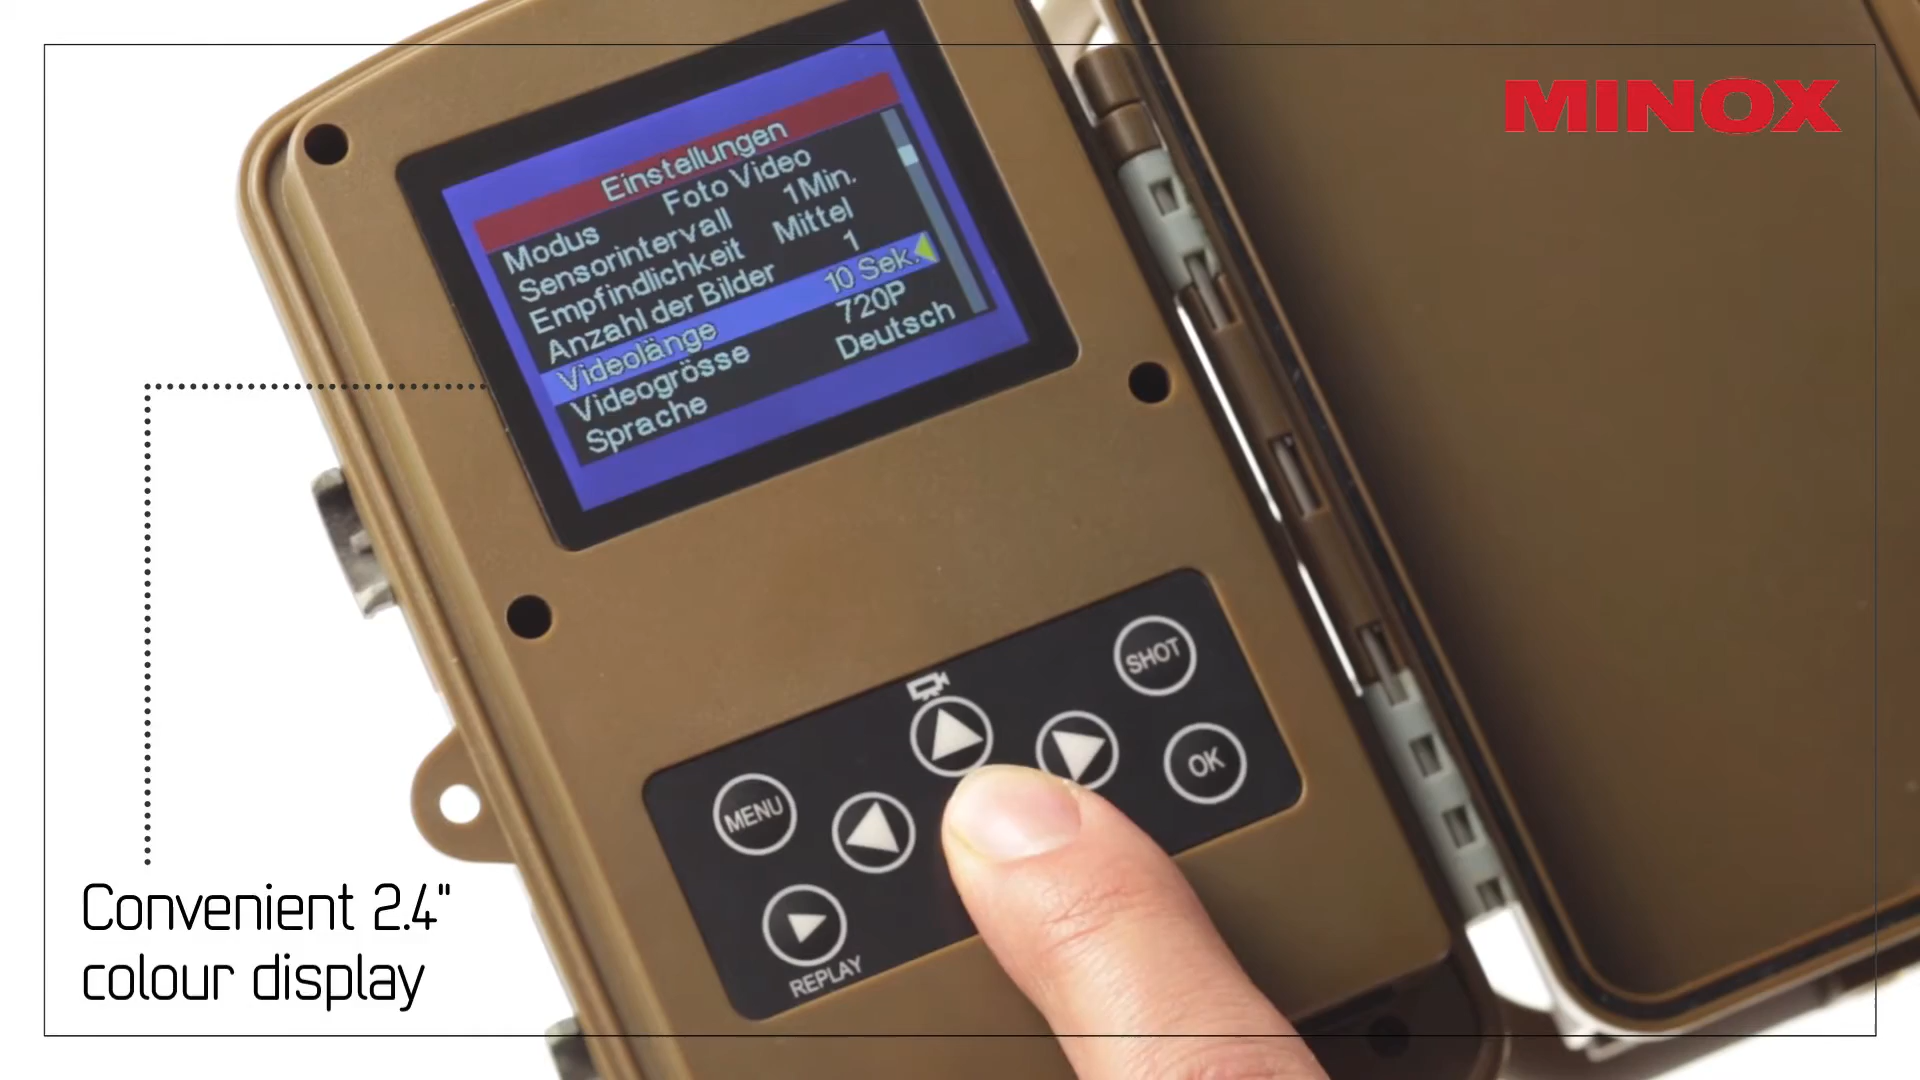 MINOX
Einstellungen
Modus Foto Video
Sensorintervall 1Min.
Empfindlichkeit Mittel
Anzahl der Bilder 1
Videolänge 10 Sek.
Videogrösse 720P
Sprache Deutsch
SHOT
MENU
OK
REPLAY
Convenient 2.4"
colour display